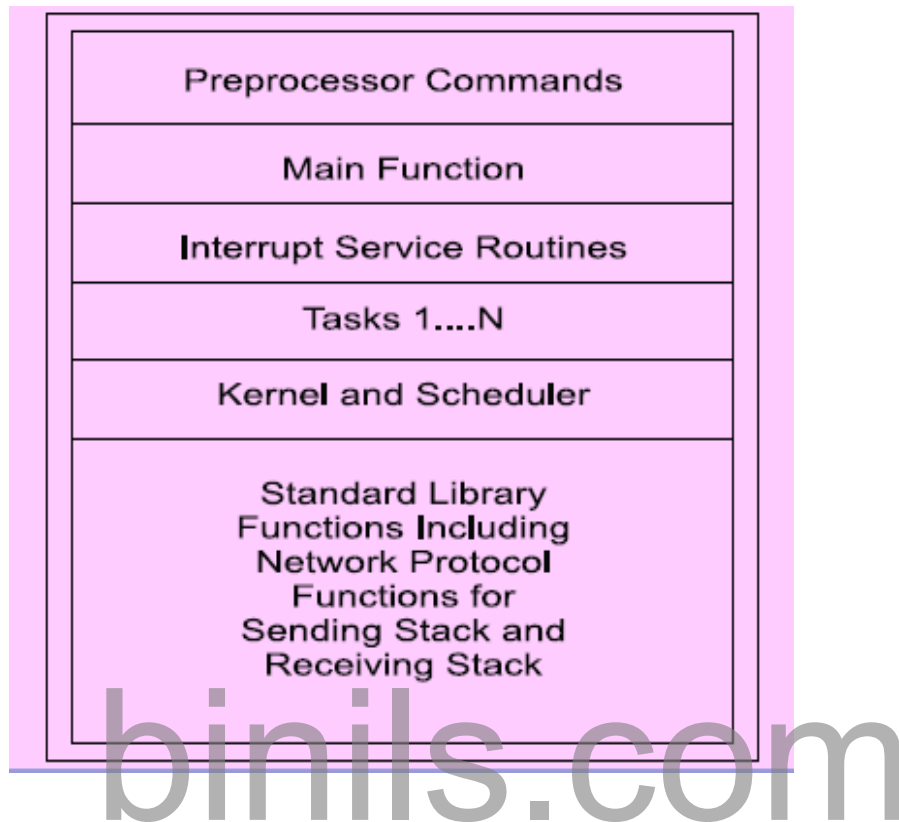 Preprocessor Commands
Main Function
Interrupt Service Routines
Tasks 1....N
Kernel and Scheduler
Standard Library
Functions Including
Network Protocol
Functions for
Sending Stack and
Receiving Stack
binils.com